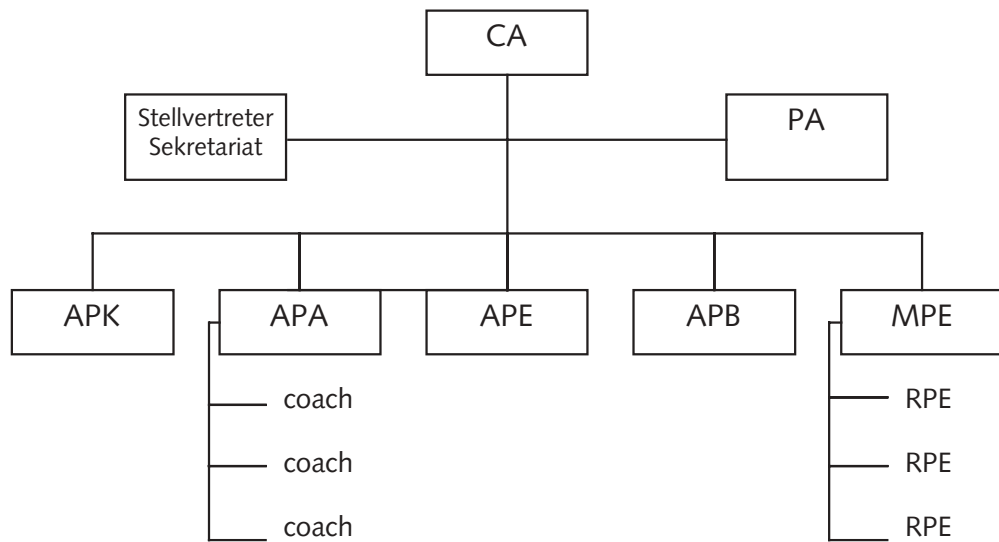 CA
Stellvertreter
Sekretariat
PA
APK
APA
APE
APB
MPE
coach
RPE
coach
RPE
coach
RPE